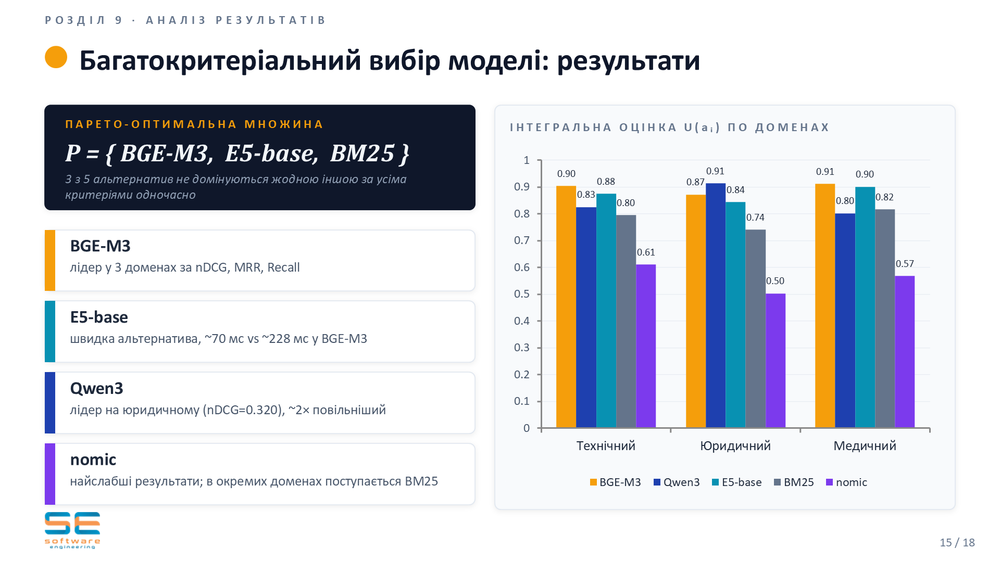 РОЗДІЛ 9 · АНАЛІЗ РЕЗУЛЬТАТІВ
Багатокритеріальний вибір моделі: результати
ПАРЕТО-ОПТИМАЛЬНА МНОЖИНА
P = { BGE-M3, E5-base, BM25 }
3 з 5 альтернатив не домінуються жодною іншою за усіма
критеріями одночасно
BGE-M3
лідер у 3 доменах за nDCG, MRR, Recall
E5-base
швидка альтернатива, ~70 мс vs ~228 мс у BGE-M3
Qwen3
лідер на юридичному (nDCG=0.320), ~2× повільніший
nomic
найслабші результати; в окремих доменах поступається BM25
ІНТЕГРАЛЬНА ОЦІНКА U(aᵢ) ПО ДОМЕНАХ
1
0.9
0.8
0.7
0.6
0.5
0.4
0.3
0.2
0.1
0
0.90
0.83
0.88
0.80
0.61
0.87
0.91
0.84
0.74
0.50
0.91
0.80
0.90
0.82
0.57
Технічний Юридичний Медичний
BGE-M3 Qwen3 E5-base BM25 nomic
SE
software
engineering
15 / 18